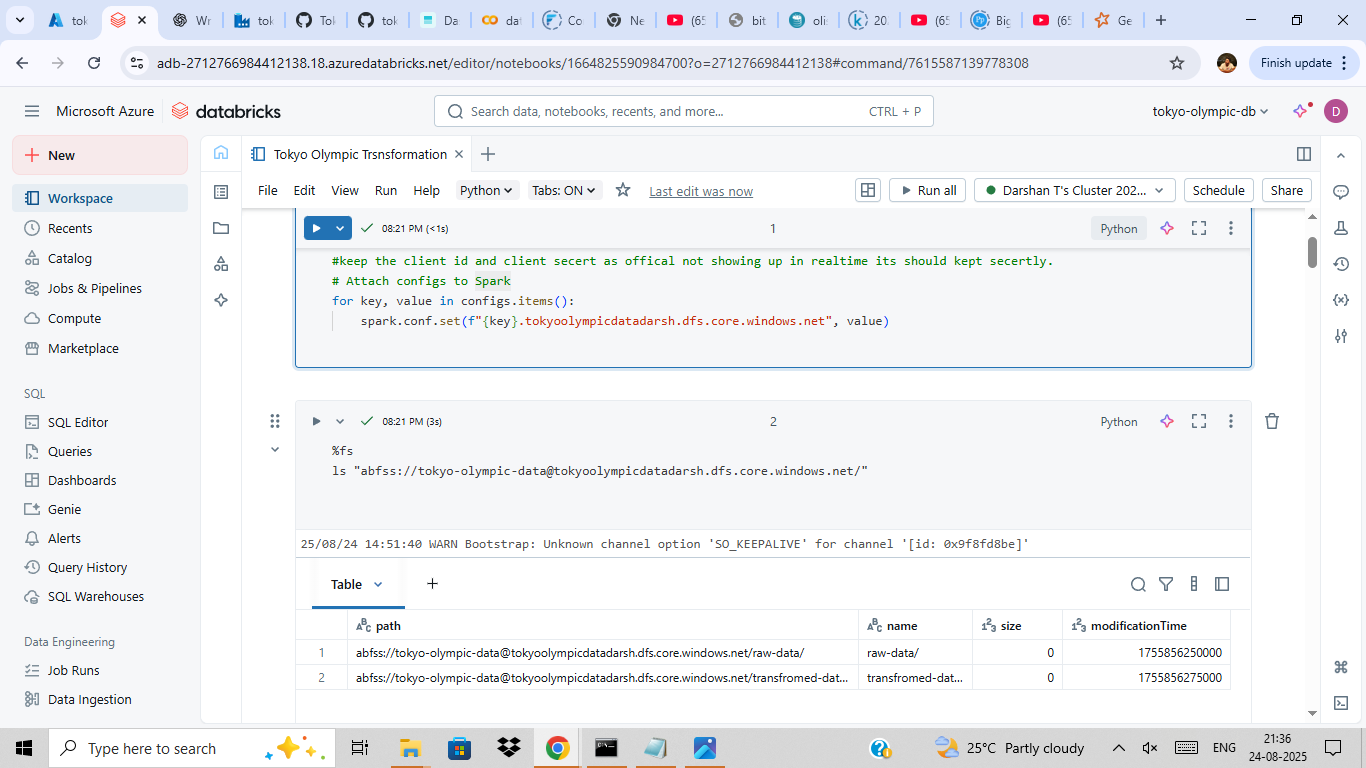 tok
Wr
tok
Tok
tok
Da
dat
Co
Ne
(65
bit
olis
202
(65
Big
(65
Ge
adb-2712766984412138.18.azuredatabricks.net/editor/notebooks/1664825590984700?o=2712766984412138#command/7615587139778308
Finish update
Microsoft Azure
databricks
Search data, notebooks, recents, and more...
CTRL + P
tokyo-olympic-db
D
New
Tokyo Olympic Trsnsformation
File Edit View Run Help Python Tabs: ON Last edit was now
Run all
Darshan T's Cluster 202...
Schedule
Share
Workspace
Recents
Catalog
Jobs & Pipelines
Compute
Marketplace
SQL
SQL Editor
Queries
Dashboards
Genie
Alerts
Query History
SQL Warehouses
Data Engineering
Job Runs
Data Ingestion
08:21 PM (<1s)
1
Python
#keep the client id and client secert as offical not showing up in realtime its should kept secertly.
# Attach configs to Spark
for key, value in configs.items():
    spark.conf.set(f"{key}.tokyoolympicdatadarsh.dfs.core.windows.net", value)
08:21 PM (3s)
2
Python
%fs
ls "abfss://tokyo-olympic-data@tokyoolympicdatadarsh.dfs.core.windows.net/"
25/08/24 14:51:40 WARN Bootstrap: Unknown channel option 'SO_KEEPALIVE' for channel '[id: 0x9f8fd8be]'
Table
path name size modificationTime
1 abfss://tokyo-olympic-data@tokyoolympicdatadarsh.dfs.core.windows.net/raw-data/ raw-data/ 0 1755856250000
2 abfss://tokyo-olympic-data@tokyoolympicdatadarsh.dfs.core.windows.net/transfromed-dat... transfromed-dat... 0 1755856275000
Type here to search
25°C Partly cloudy
ENG
21:36
24-08-2025